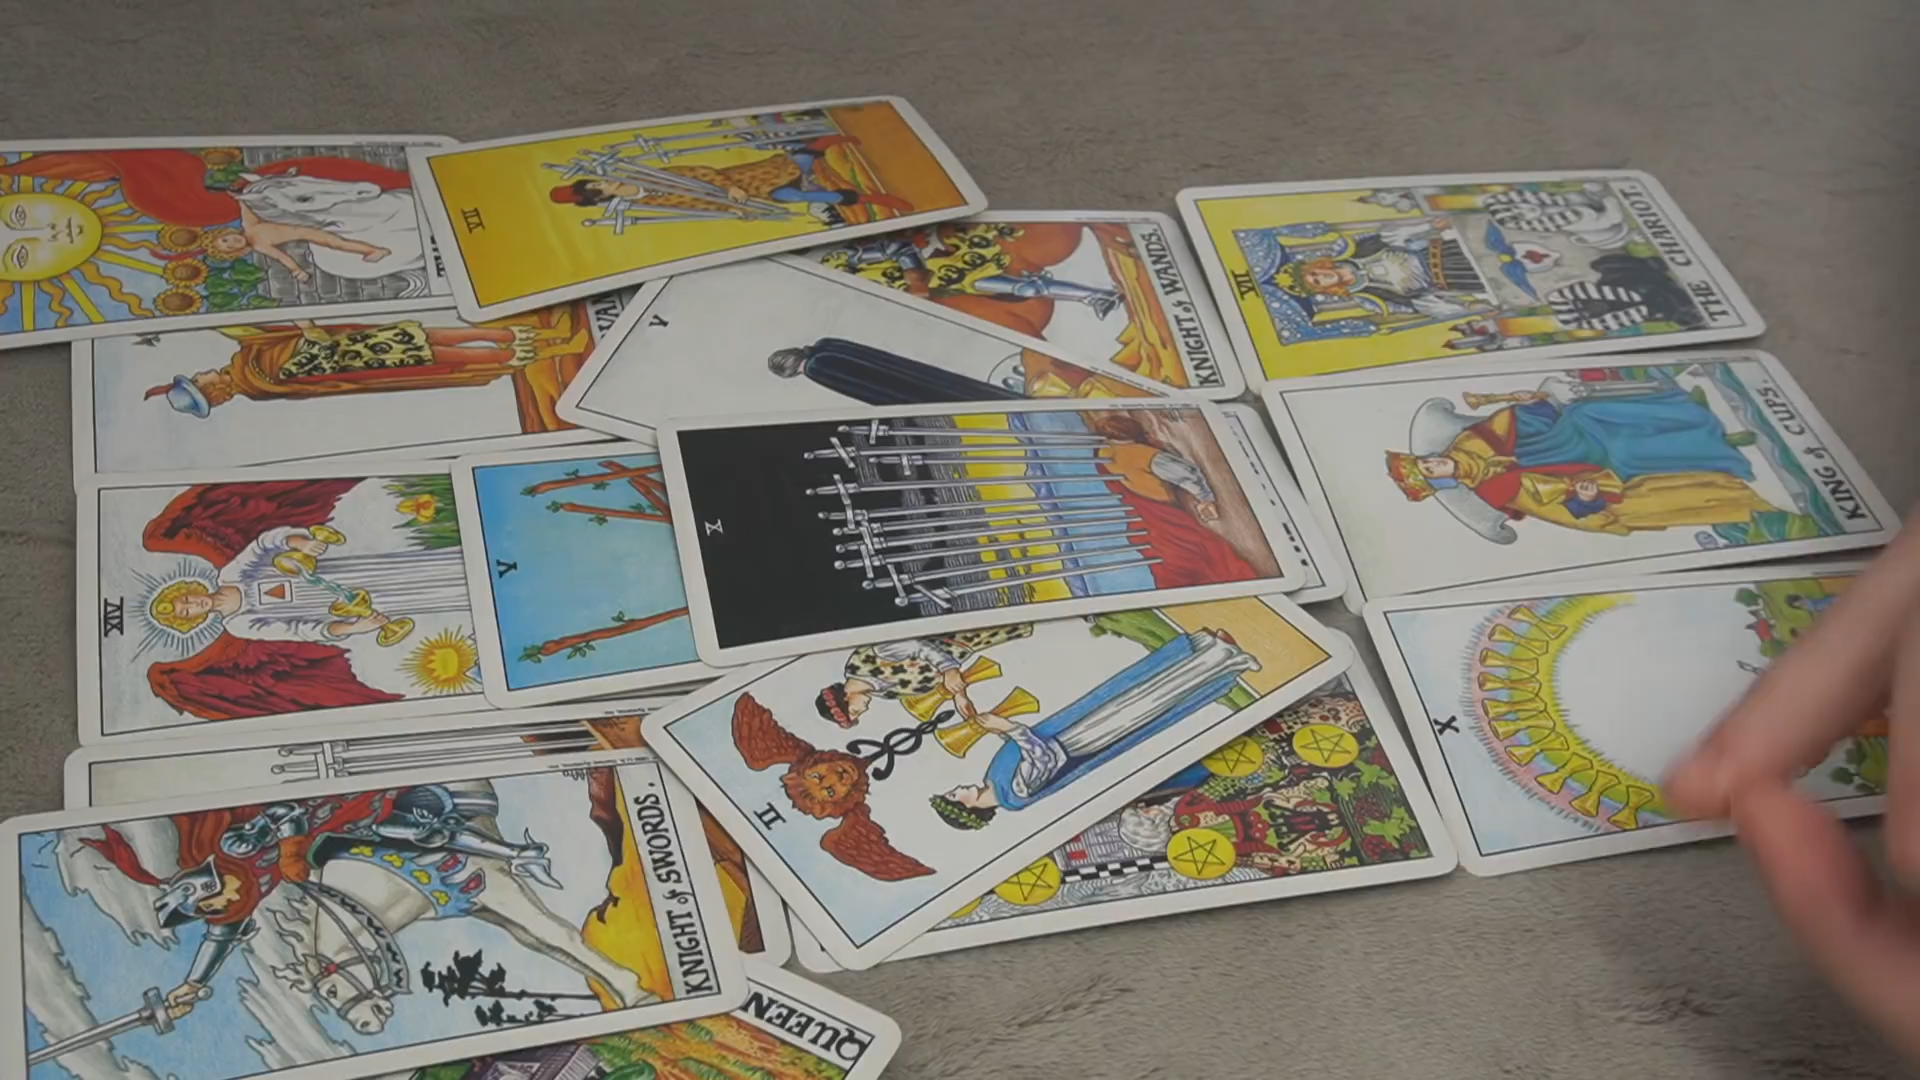 VII
KNIGHT of WANDS.
V
VII
THE CHARIOT.
KING of CUPS.
X
V
XIV
II
X
KNIGHT of SWORDS.
QUEEN